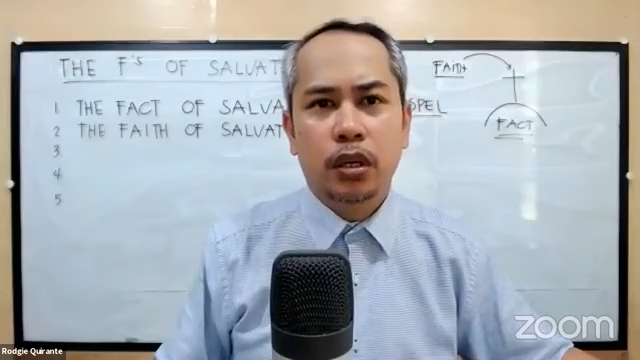 THE F'S OF SALVAT
FAITH
1. THE FACT OF SALVA SPEL
2 THE FAITH OF SALVAT
FACT
3.
4.
5
zoom
Rodgie Quirante